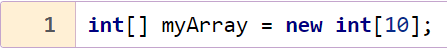 1 int[] myArray = new int[10];